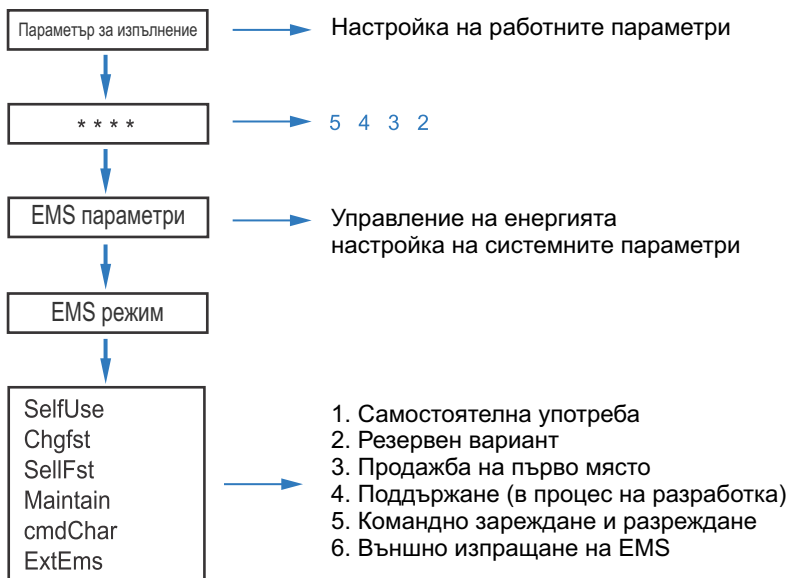 Параметър за изпълнение
Настройка на работните параметри
* * * *
5 4 3 2
EMS параметри
Управление на енергията
настройка на системните параметри
EMS режим
SelfUse
Chgfst
SellFst
Maintain
cmdChar
ExtEms
1. Самостоятелна употреба
2. Резервен вариант
3. Продажба на първо място
4. Поддържане (в процес на разработка)
5. Командно зареждане и разреждане
6. Външно изпращане на EMS